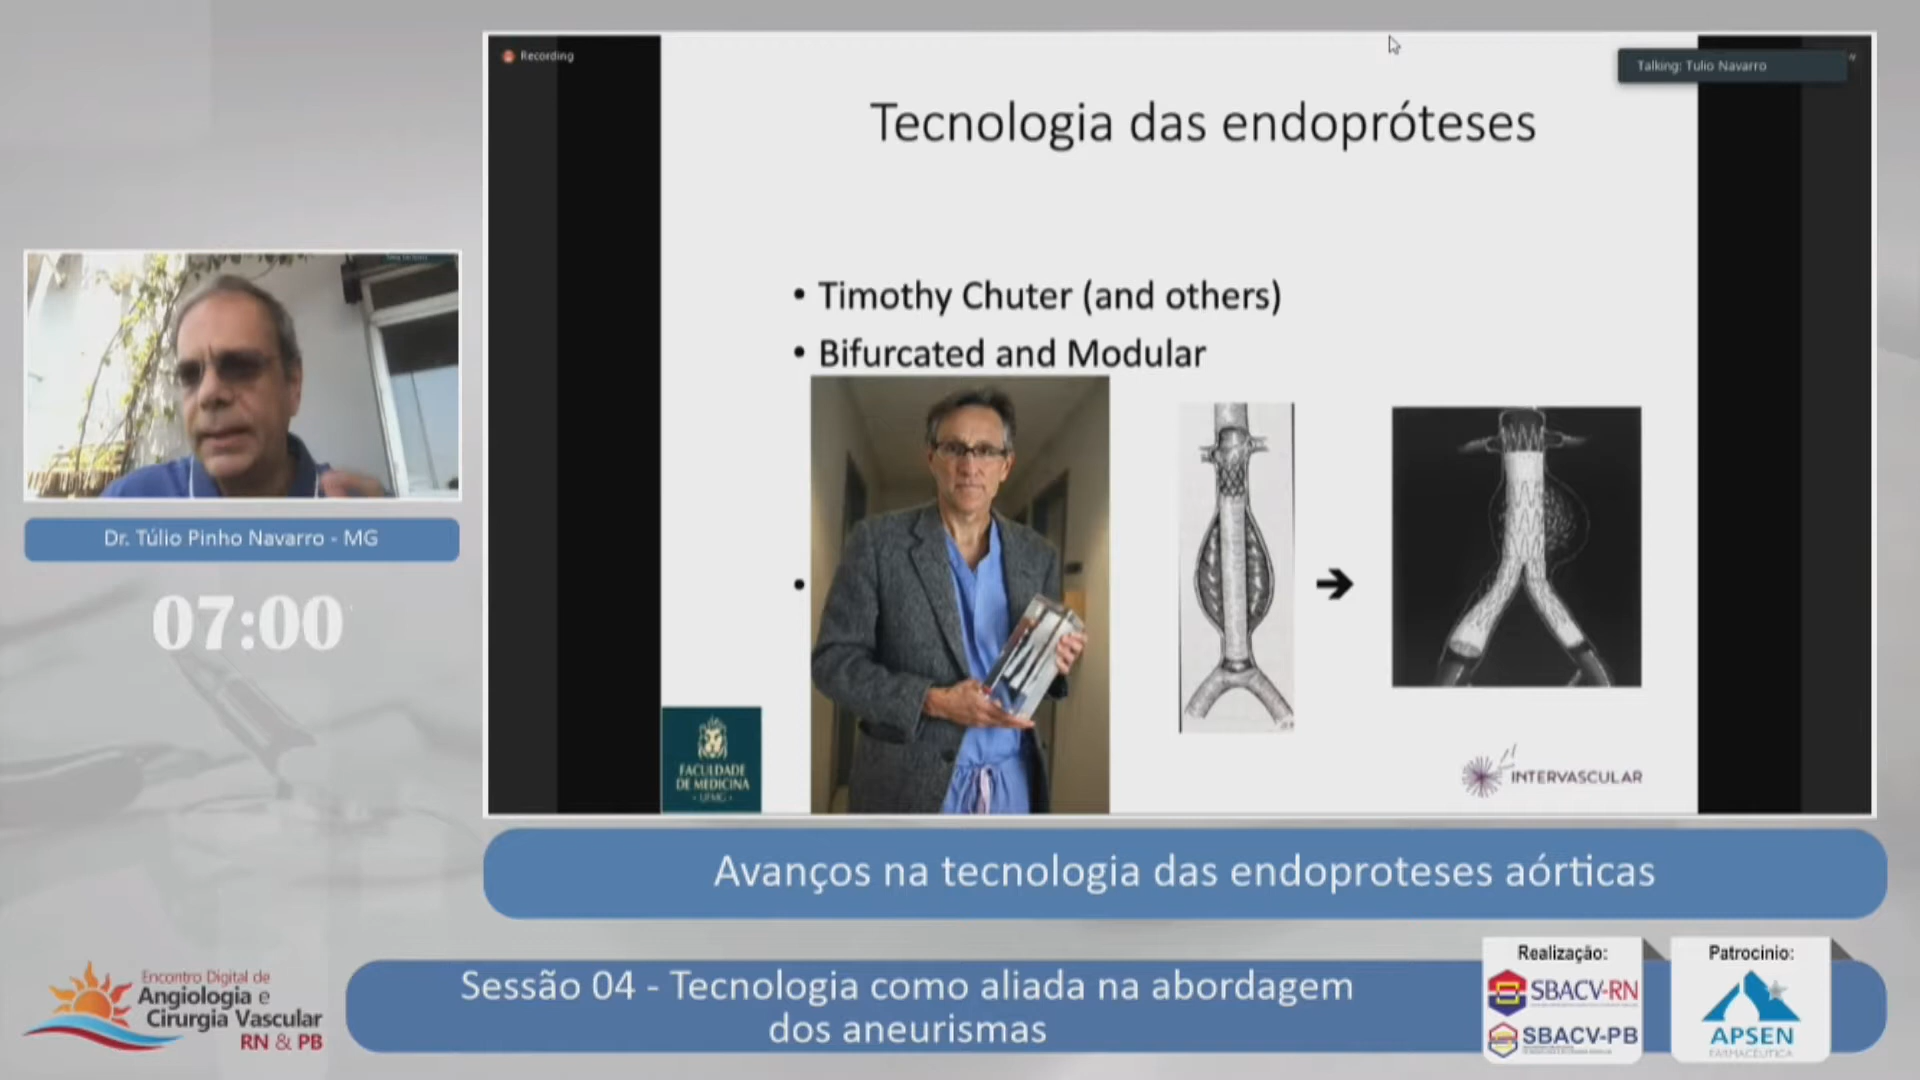 Recording
Talking: Tulio Navarro
Tecnologia das endopróteses
• Timothy Chuter (and others)
• Bifurcated and Modular
•
FACULDADE
DE MEDICINA
• UFMG •
INTERVASCULAR
Dr. Túlio Pinho Navarro - MG
07:00
Avanços na tecnologia das endoproteses aórticas
Encontro Digital de
Angiologia e
Cirurgia Vascular
RN & PB
Sessão 04 - Tecnologia como aliada na abordagem
dos aneurismas
Realização:
SBACV-RN
SBACV-PB
Patrocinio:
APSEN
FARMACÊUTICA